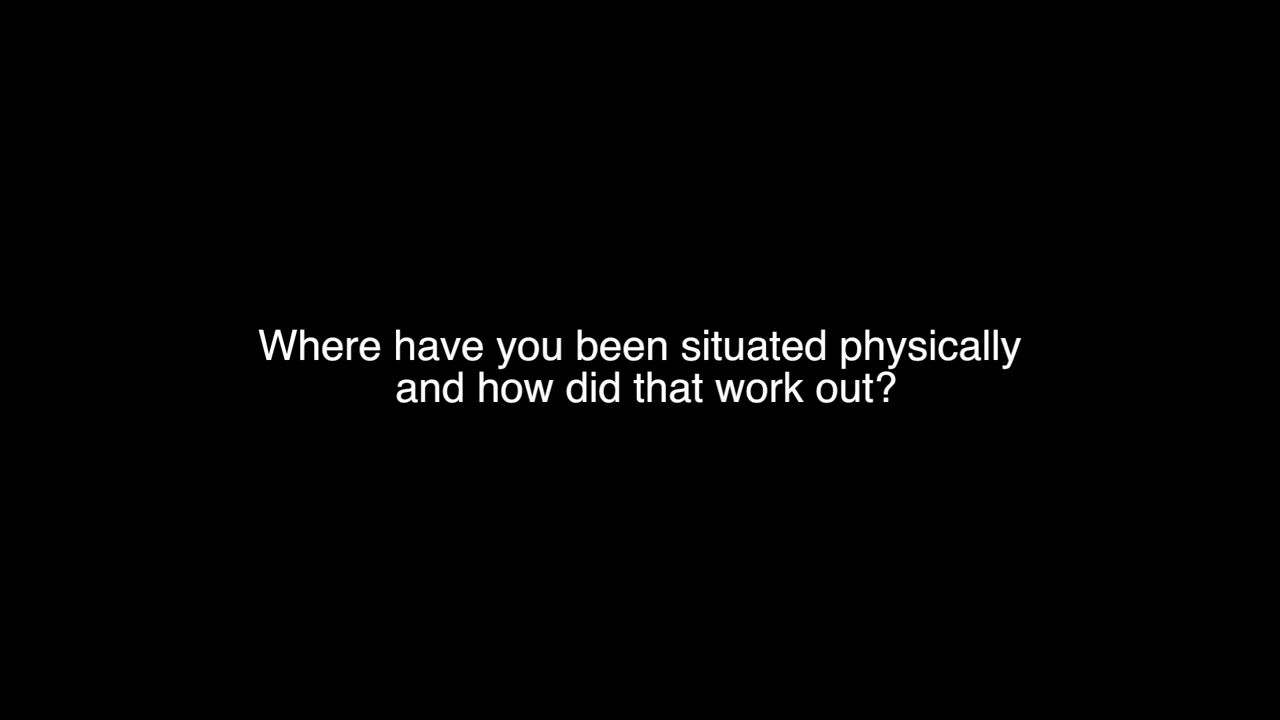 Where have you been situated physically
and how did that work out?